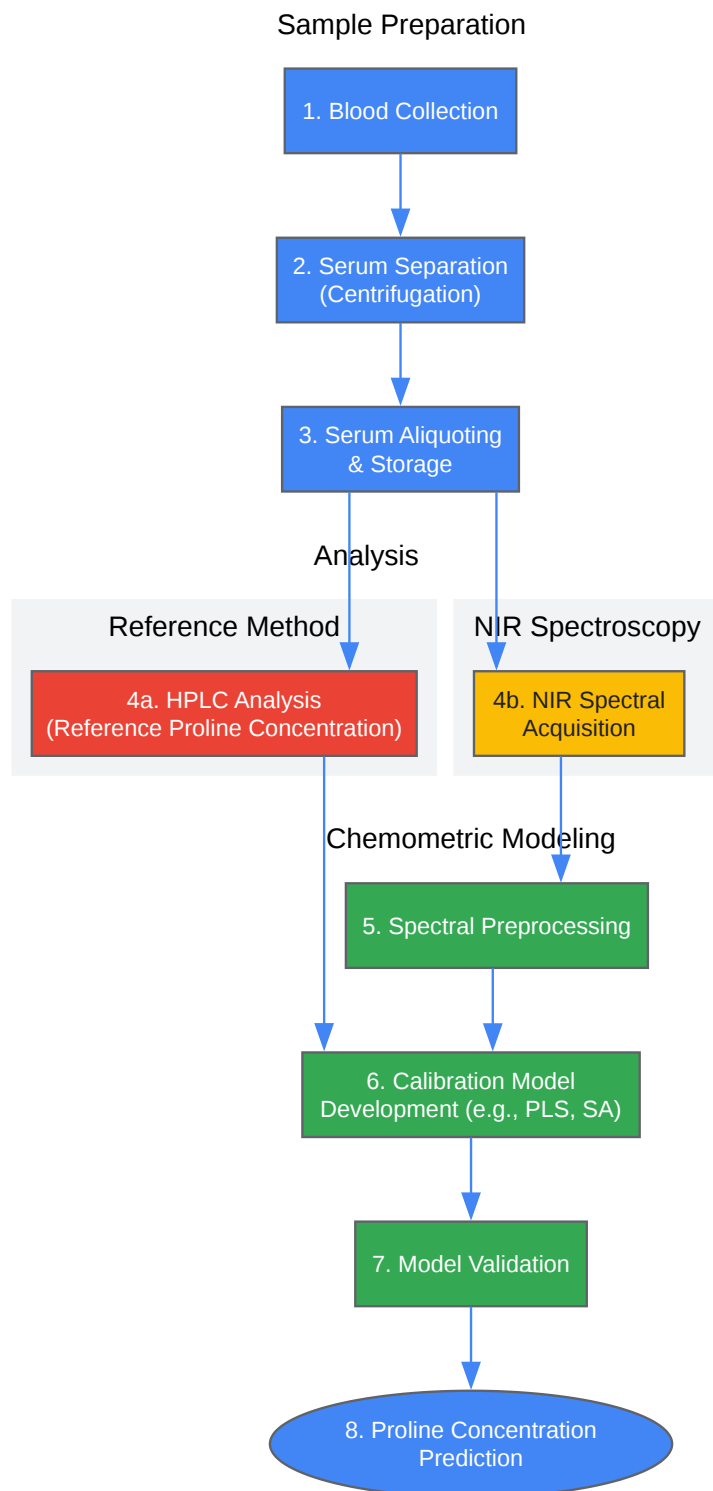 Sample Preparation
1. Blood Collection
2. Serum Separation
(Centrifugation)
3. Serum Aliquoting
& Storage
Analysis
Reference Method
NIR Spectroscopy
4a. HPLC Analysis
(Reference Proline Concentration)
4b. NIR Spectral
Acquisition
Chemometric Modeling
5. Spectral Preprocessing
6. Calibration Model
Development (e.g., PLS, SA)
7. Model Validation
8. Proline Concentration
Prediction